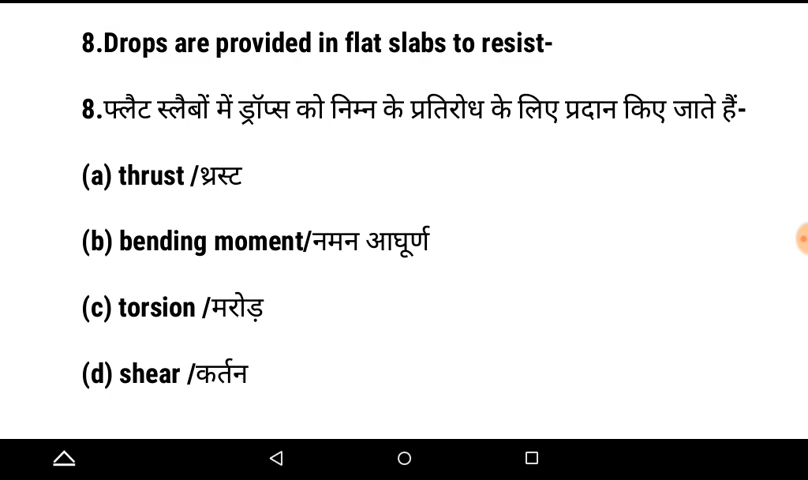 8.Drops are provided in flat slabs to resist-
8.फ्लैट स्लैबों में ड्रॉप्स को निम्न के प्रतिरोध के लिए प्रदान किए जाते हैं-
(a) thrust /थ्रस्ट
(b) bending moment/नमन आघूर्ण
(c) torsion /मरोड़
(d) shear /कर्तन